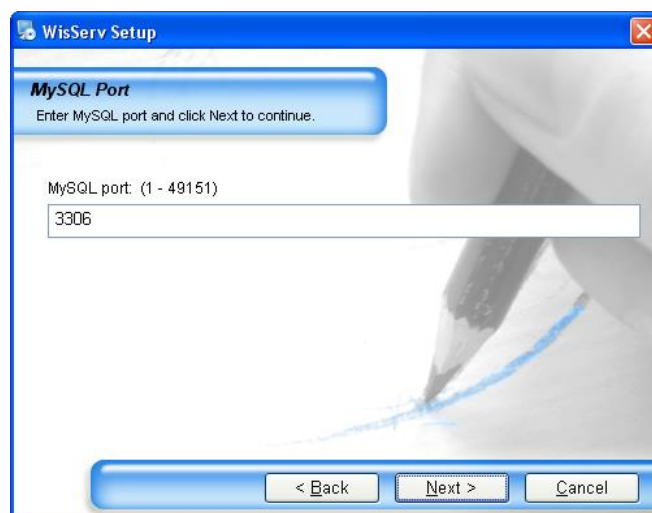 WisServ Setup
MySQL Port
Enter MySQL port and click Next to continue.
MySQL port: (1 - 49151)
3306
< Back
Next >
Cancel